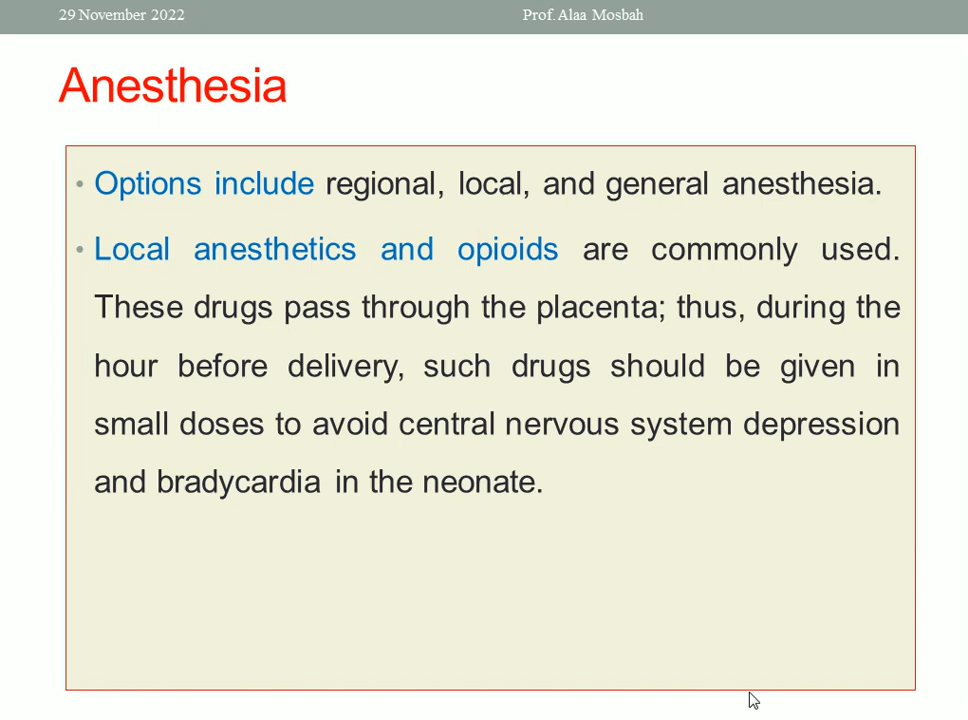 29 November 2022
Prof. Alaa Mosbah
Anesthesia
• Options include regional, local, and general anesthesia.
• Local anesthetics and opioids are commonly used.
These drugs pass through the placenta; thus, during the
hour before delivery, such drugs should be given in
small doses to avoid central nervous system depression
and bradycardia in the neonate.